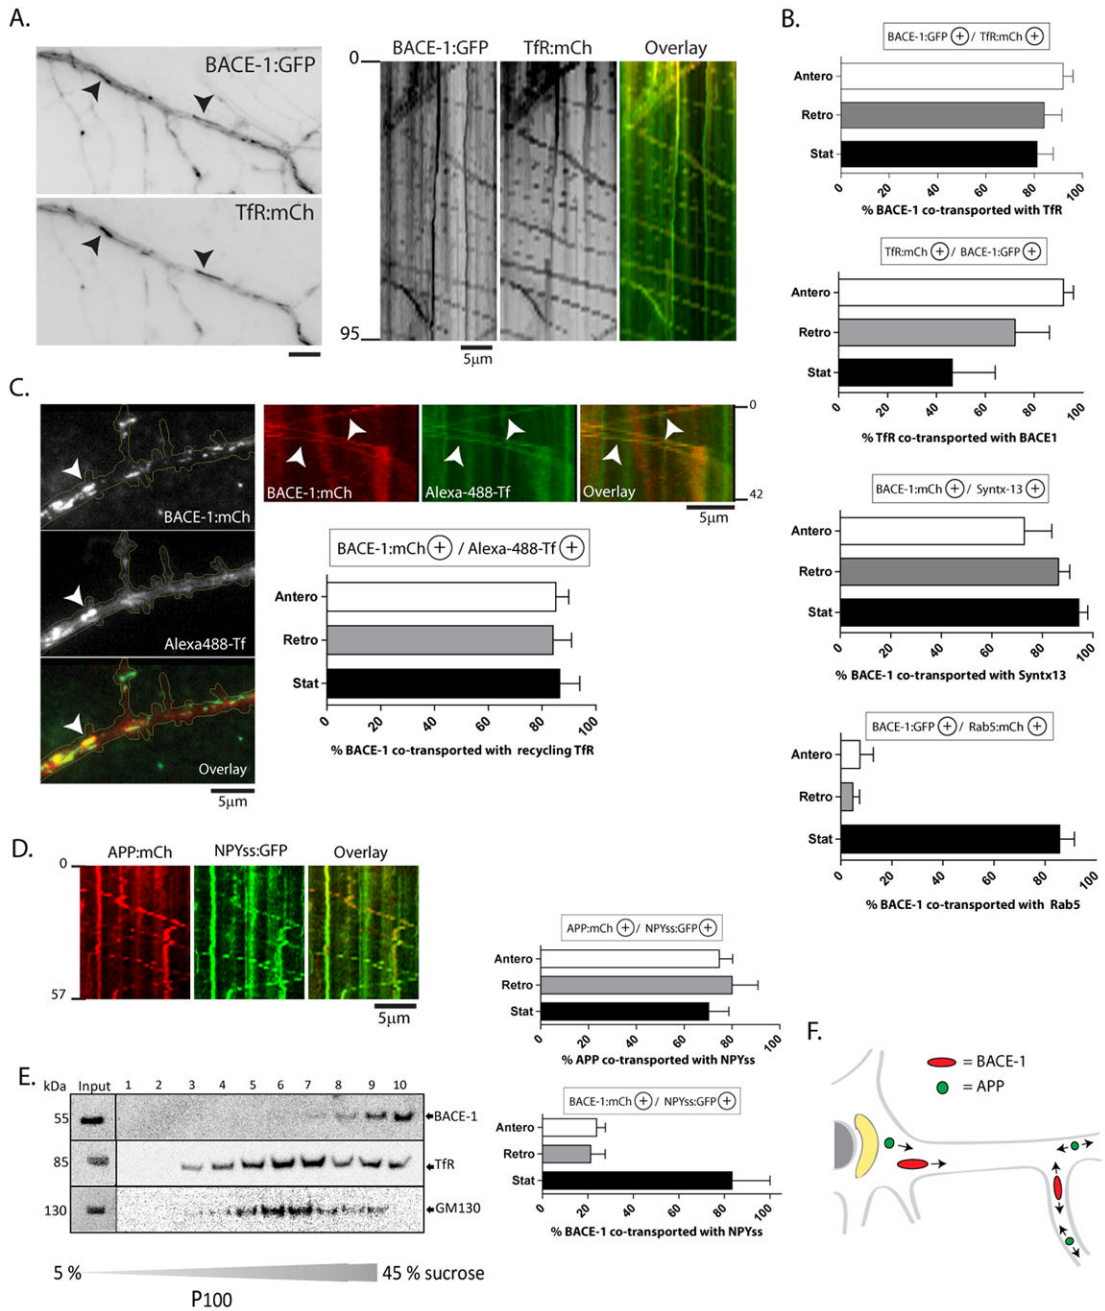 A.
BACE-1:GFP
TfR:mCh
BACE-1:GFP TfR:mCh Overlay
0
95
5μm
B.
BACE-1:GFP + / TfR:mCh +
Antero
Retro
Stat
0 20 40 60 80 100
% BACE-1 co-transported with TfR
TfR:mCh + / BACE-1:GFP +
Antero
Retro
Stat
0 20 40 60 80 100
% TfR co-transported with BACE1
BACE-1:mCh + / Syntx-13 +
Antero
Retro
Stat
0 20 40 60 80 100
% BACE-1 co-transported with Syntx13
BACE-1:GFP + / Rab5:mCh +
Antero
Retro
Stat
0 20 40 60 80 100
% BACE-1 co-transported with Rab5
C.
BACE-1:mCh
Alexa488-Tf
Overlay
5μm
BACE-1:mCh Alexa-488-Tf Overlay
0
42
5μm
BACE-1:mCh + / Alexa-488-Tf +
Antero
Retro
Stat
0 20 40 60 80 100
% BACE-1 co-transported with recycling TfR
D.
APP:mCh NPYss:GFP Overlay
0
57
5μm
APP:mCh + / NPYss:GFP +
Antero
Retro
Stat
0 20 40 60 80 100
% APP co-transported with NPYss
BACE-1:mCh + / NPYss:GFP +
Antero
Retro
Stat
0 20 40 60 80 100
% BACE-1 co-transported with NPYss
E.
kDa Input 1 2 3 4 5 6 7 8 9 10
55 BACE-1
85 TfR
130 GM130
5 % 45 % sucrose
P100
F.
= BACE-1
= APP